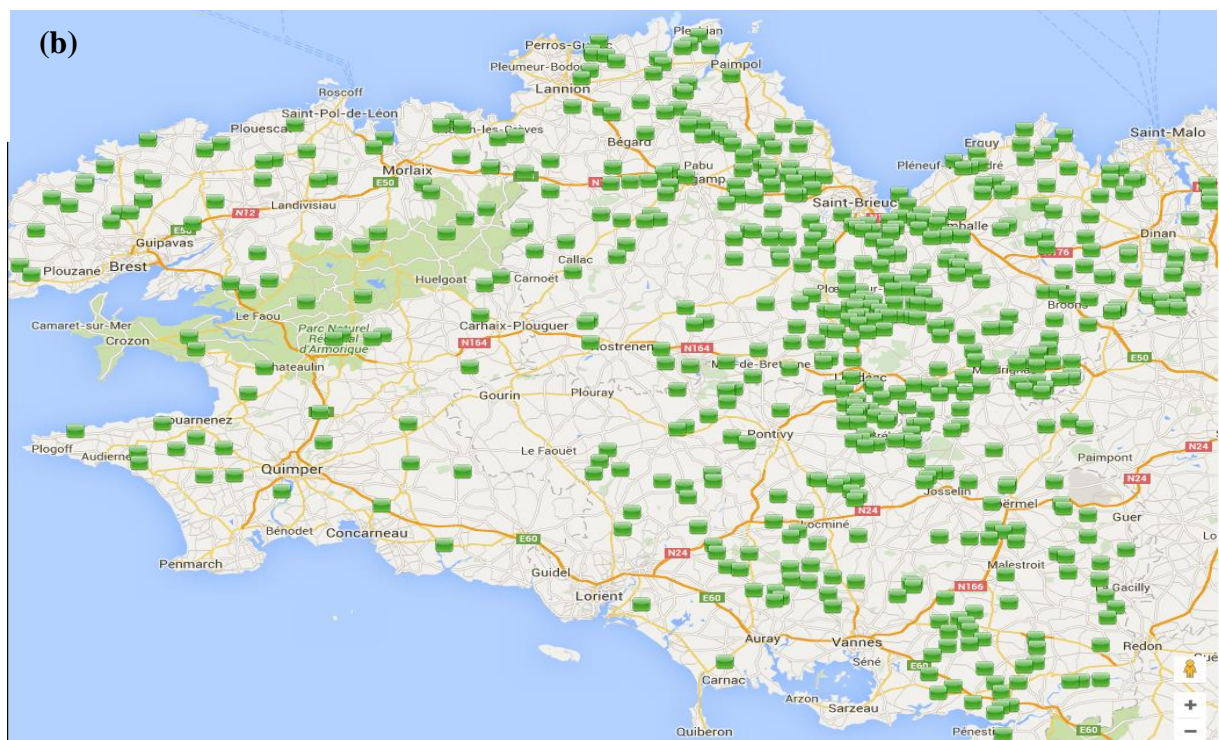 (b)
Perros-Gu
Pleumeur-Bodou
Lannion
Paimpol
Roscoff
Saint-Pol-de-Léon
Plouescat
Morlaix
Bégard
Pabu
Erquy
Pléneuf
Saint-Malo
E50
Landivisiau
N12
Saint-Brieuc
Dinan
Guipavas
Brest
Plouzané
Callac
Huelgoat
Carnoët
Le Faou
Camaret-sur-Mer
Crozon
Parc Naturel
d'Armorique
Carhaix-Plouguer
N164
N164
Broons
E50
Gourin
Plouray
Plogoff
Audierne
Quimper
Le Faouët
Pontivy
Paimpont
N24
N24
Josselin
N24
Guer
Bénodet
Concarneau
Penmarch
E60
Guidel
N24
Malestroit
N166
Lorient
E60
Auray
Vannes
Redon
Séné
E60
Carnac
Arzon
Sarzeau
Quiberon
E60
+
−